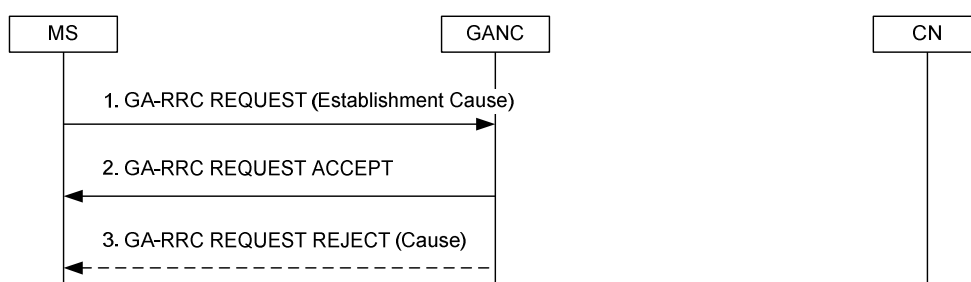 MS
GANC
CN
1. GA-RRC REQUEST (Establishment Cause)
2. GA-RRC REQUEST ACCEPT
3. GA-RRC REQUEST REJECT (Cause)